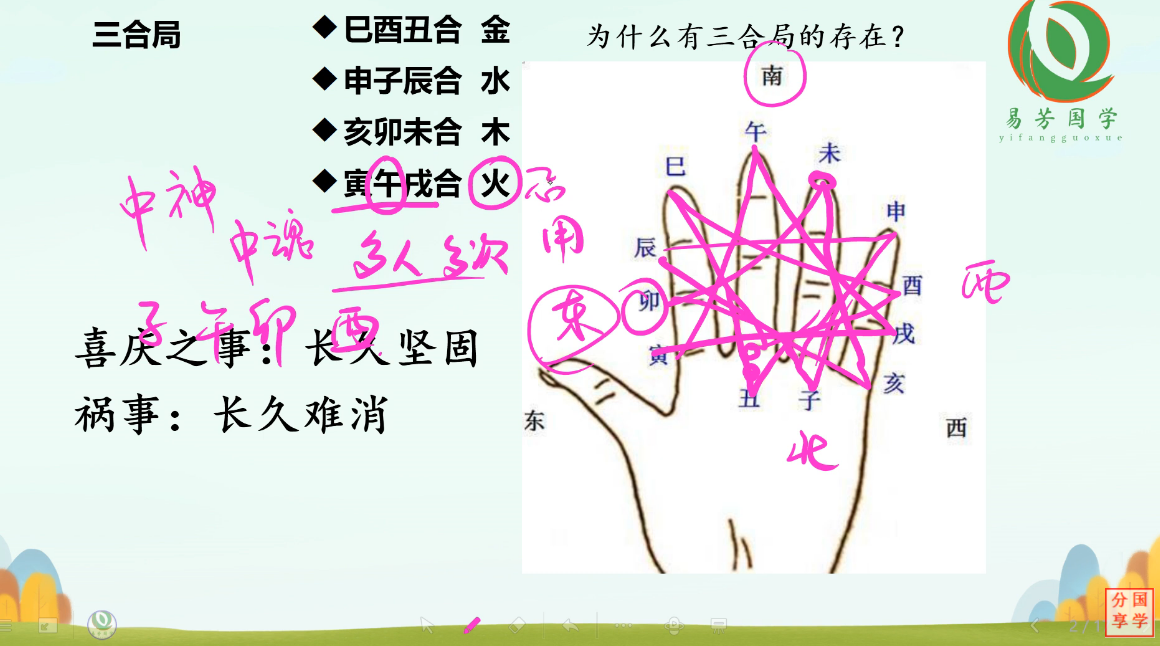 三合局
◆ 巳酉丑合 金
◆ 申子辰合 水
◆ 亥卯未合 木
◆ 寅午戌合 火
为什么有三合局的存在？
易芳国学
yifangguoxue
中神
中魂
多人多次
用
子午卯酉
喜庆之事：长久坚固
祸事：长久难消
南
午
未
巳
申
辰
酉
西
卯
东
戌
寅
亥
丑
子
东
西
北
分国
享学